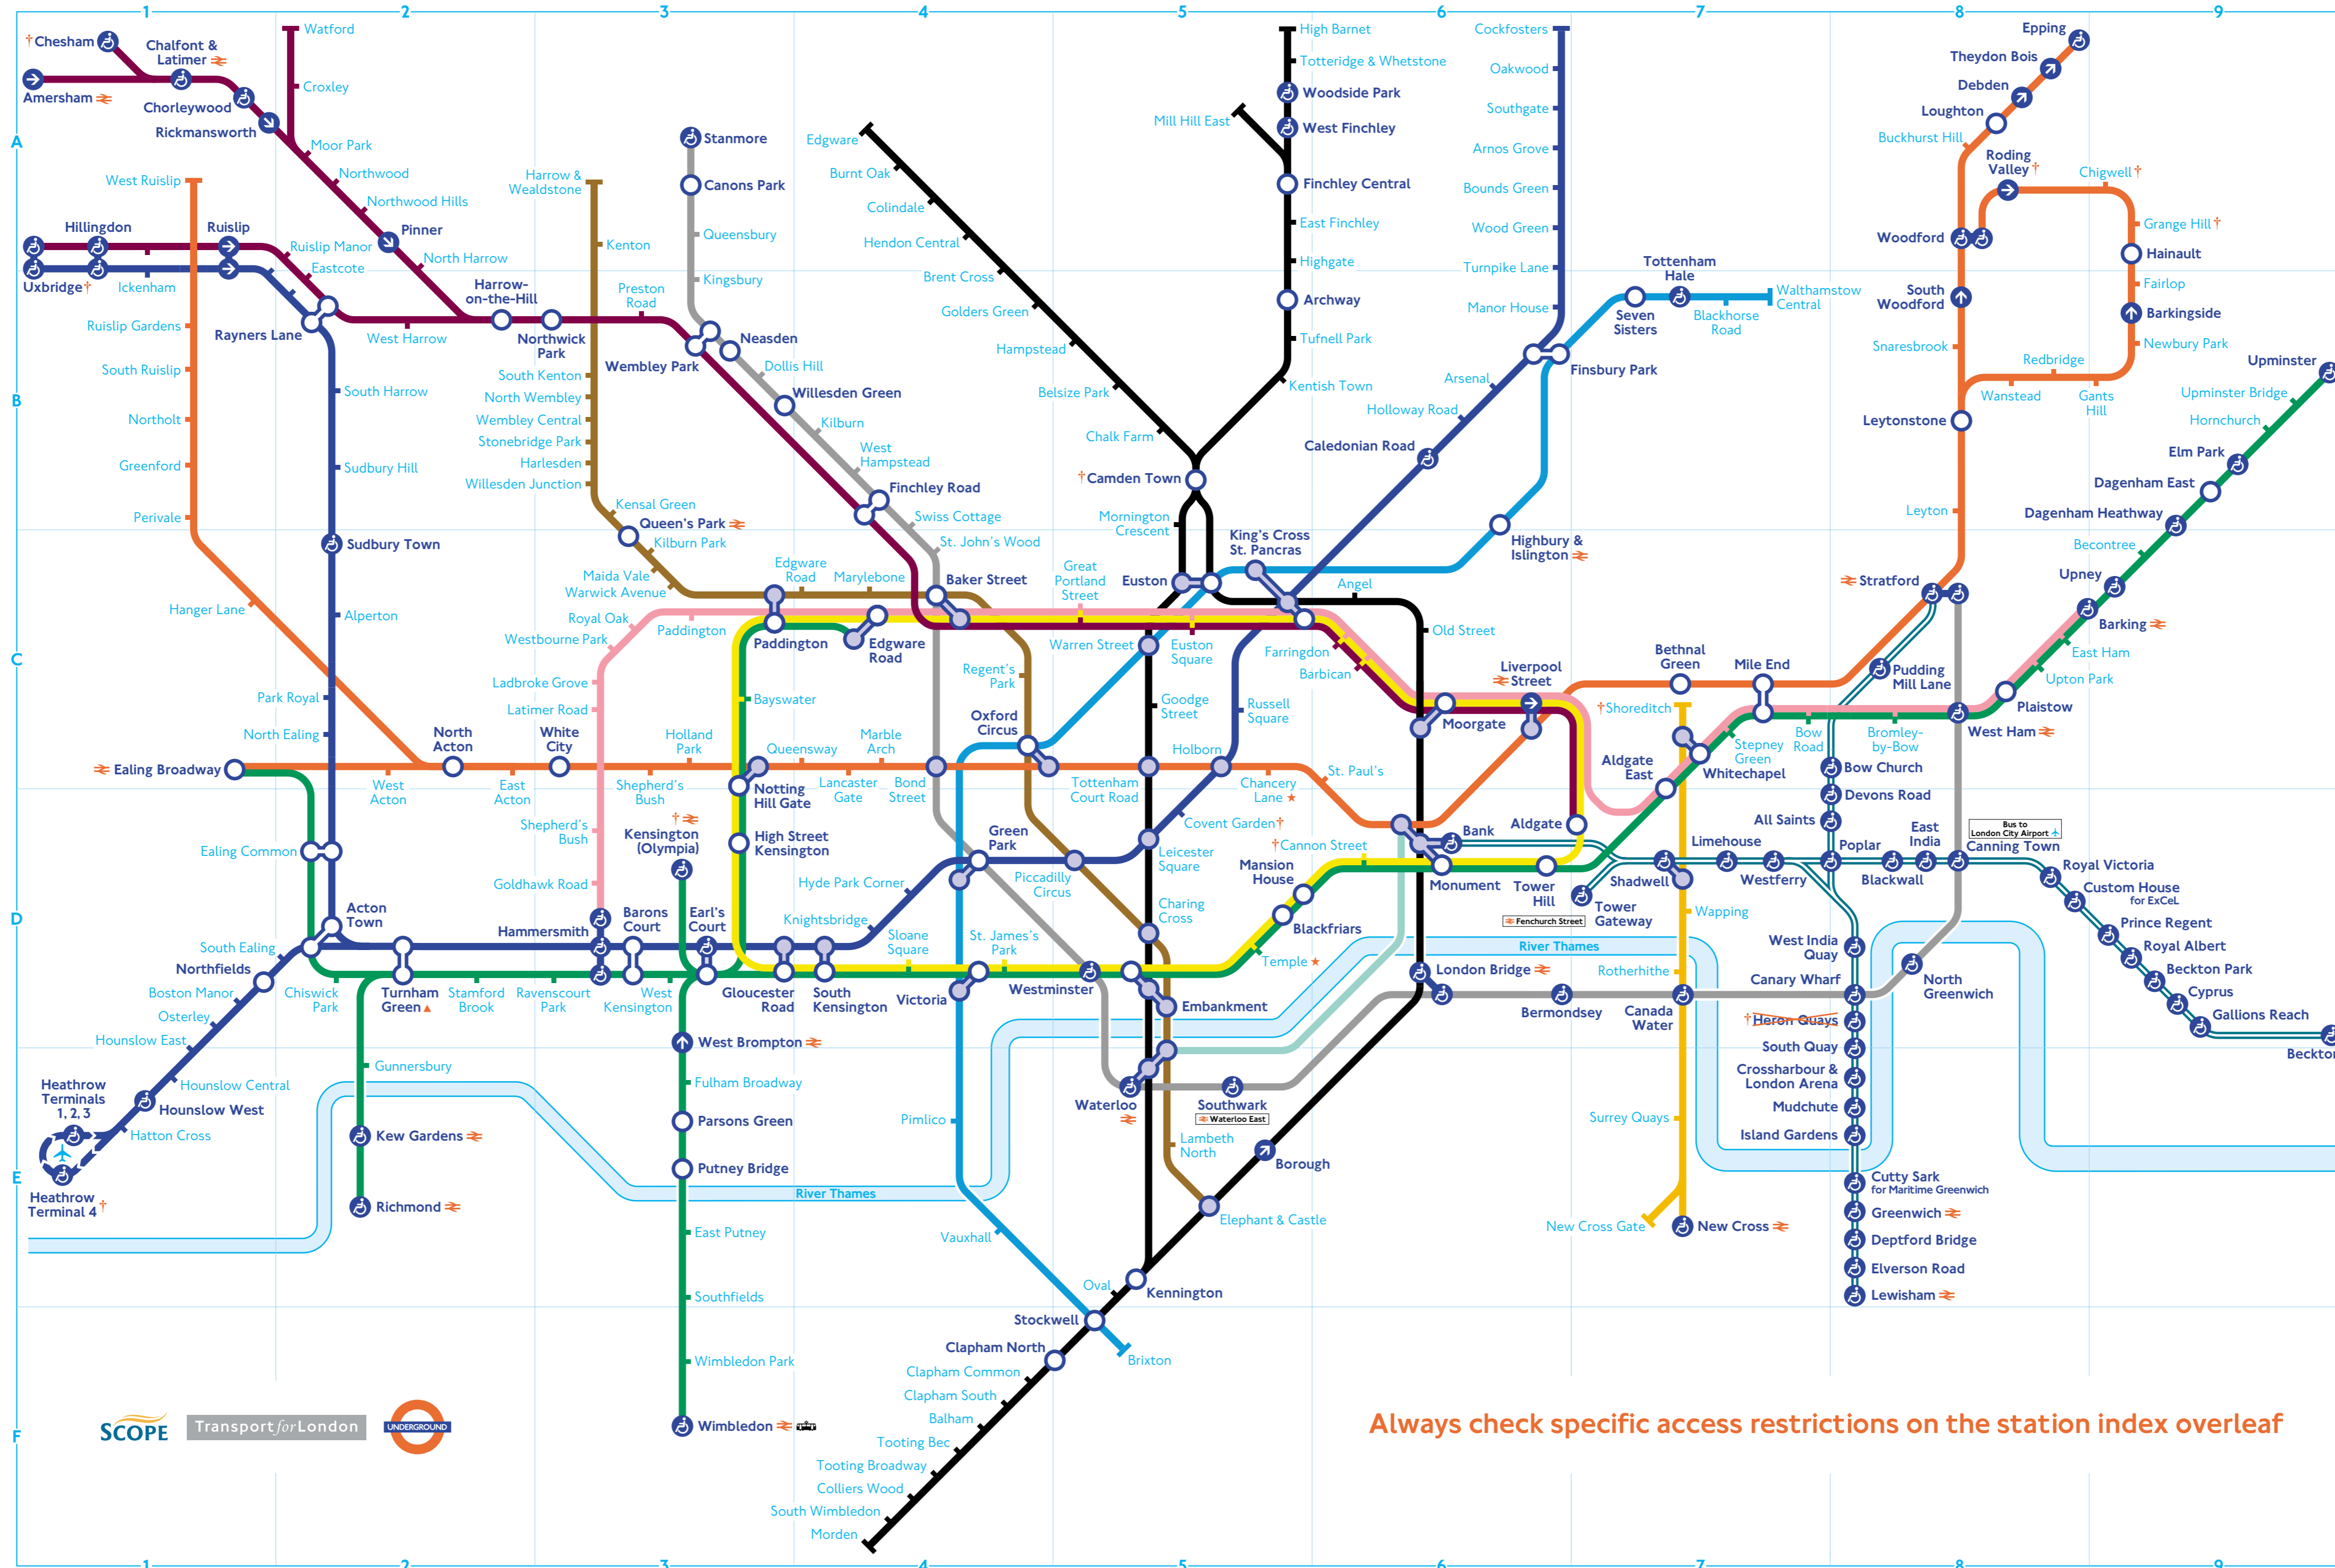 1 2 3 4 5 6 7 8 9
A
B
C
D
E
F
†Chesham
Chalfont &
Latimer
Amersham
Chorleywood
Rickmansworth
Watford
Croxley
Moor Park
Northwood
Northwood Hills
Pinner
North Harrow
Harrow-
on-the-Hill
Northwick
Park
Preston
Road
West Ruislip
Hillingdon
Ruislip
Ruislip Manor
Eastcote
Uxbridge†
Ickenham
Rayners Lane
West Harrow
Ruislip Gardens
South Ruislip
Northolt
Greenford
Perivale
Hanger Lane
South Harrow
Sudbury Hill
Sudbury Town
Alperton
Park Royal
North Ealing
Ealing Broadway
West
Acton
North
Acton
East
Acton
White
City
Ealing Common
Acton
Town
South Ealing
Northfields
Boston Manor
Osterley
Hounslow East
Hounslow Central
Hounslow West
Hatton Cross
Heathrow
Terminals
1, 2, 3
Heathrow
Terminal 4†
Harrow &
Wealdstone
Kenton
South Kenton
North Wembley
Wembley Central
Stonebridge Park
Harlesden
Willesden Junction
Kensal Green
Queen's Park
Kilburn Park
Maida Vale
Warwick Avenue
Stanmore
Canons Park
Queensbury
Kingsbury
Wembley Park
Neasden
Dollis Hill
Willesden Green
Kilburn
West
Hampstead
Finchley Road
Swiss Cottage
St. John's Wood
Edgware
Burnt Oak
Colindale
Hendon Central
Brent Cross
Golders Green
Hampstead
Belsize Park
Chalk Farm
†Camden Town
Mornington
Crescent
High Barnet
Totteridge & Whetstone
Woodside Park
West Finchley
Mill Hill East
Finchley Central
East Finchley
Highgate
Archway
Tufnell Park
Kentish Town
Cockfosters
Oakwood
Southgate
Arnos Grove
Bounds Green
Wood Green
Turnpike Lane
Manor House
Finsbury Park
Arsenal
Holloway Road
Caledonian Road
Tottenham
Hale
Seven
Sisters
Blackhorse
Road
Walthamstow
Central
Highbury &
Islington
King's Cross
St. Pancras
Euston
Angel
Old Street
Epping
Theydon Bois
Debden
Loughton
Buckhurst Hill
Roding
Valley†
Chigwell†
Grange Hill†
Hainault
Fairlop
Barkingside
Newbury Park
Woodford
South
Woodford
Snaresbrook
Redbridge
Wanstead
Gants
Hill
Leytonstone
Leyton
Stratford
Upminster
Upminster Bridge
Hornchurch
Elm Park
Dagenham East
Dagenham Heathway
Becontree
Upney
Barking
East Ham
Upton Park
Plaistow
West Ham
Bromley-
by-Bow
Bow
Road
Mile End
Stepney
Green
Bethnal
Green
Whitechapel
†Shoreditch
Aldgate
East
Liverpool
Street
Moorgate
Barbican
Farringdon
Edgware
Road
Marylebone
Baker Street
Great
Portland
Street
Royal Oak
Westbourne Park
Paddington
Paddington
Edgware
Road
Ladbroke Grove
Latimer Road
Bayswater
Regent's
Park
Warren Street
Euston
Square
Goodge
Street
Russell
Square
Oxford
Circus
Holland
Park
Queensway
Marble
Arch
Shepherd's
Bush
Notting
Hill Gate
Lancaster
Gate
Bond
Street
Tottenham
Court Road
Holborn
Chancery
Lane ★
St. Paul's
Shepherd's
Bush
Goldhawk Road
†
Kensington
(Olympia)
High Street
Kensington
Green
Park
Hyde Park Corner
Knightsbridge
Piccadilly
Circus
Covent Garden†
Leicester
Square
Charing
Cross
†Cannon Street
Mansion
House
Blackfriars
Temple ★
Bank
Monument
Aldgate
Tower
Hill
Fenchurch Street
Tower
Gateway
Hammersmith
Barons
Court
Earl's
Court
Gloucester
Road
South
Kensington
Sloane
Square
St. James's
Park
Victoria
Westminster
Embankment
Chiswick
Park
Turnham
Green▲
Stamford
Brook
Ravenscourt
Park
West
Kensington
Gunnersbury
Kew Gardens
Richmond
West Brompton
Fulham Broadway
Parsons Green
Putney Bridge
East Putney
Southfields
Wimbledon Park
Wimbledon
River Thames
River Thames
Pimlico
Vauxhall
Brixton
Waterloo
Southwark
Waterloo East
Lambeth
North
Elephant & Castle
Borough
London Bridge
Bermondsey
Canada
Water
Kennington
Oval
Stockwell
Clapham North
Clapham Common
Clapham South
Balham
Tooting Bec
Tooting Broadway
Colliers Wood
South Wimbledon
Morden
Shadwell
Wapping
Rotherhithe
Surrey Quays
New Cross Gate
New Cross
Limehouse
Westferry
Poplar
Blackwall
East
India
Bus to
London City Airport
Canning Town
Royal Victoria
Custom House
for ExCeL
Prince Regent
Royal Albert
Beckton Park
Cyprus
Gallions Reach
Beckto
Pudding
Mill Lane
Bow Church
Devons Road
All Saints
West India
Quay
Canary Wharf
North
Greenwich
†Heron Quays
South Quay
Crossharbour &
London Arena
Mudchute
Island Gardens
Cutty Sark
for Maritime Greenwich
Greenwich
Deptford Bridge
Elverson Road
Lewisham
SCOPE
Transport for London
UNDERGROUND
Always check specific access restrictions on the station index overleaf
1 2 3 4 5 6 7 8 9